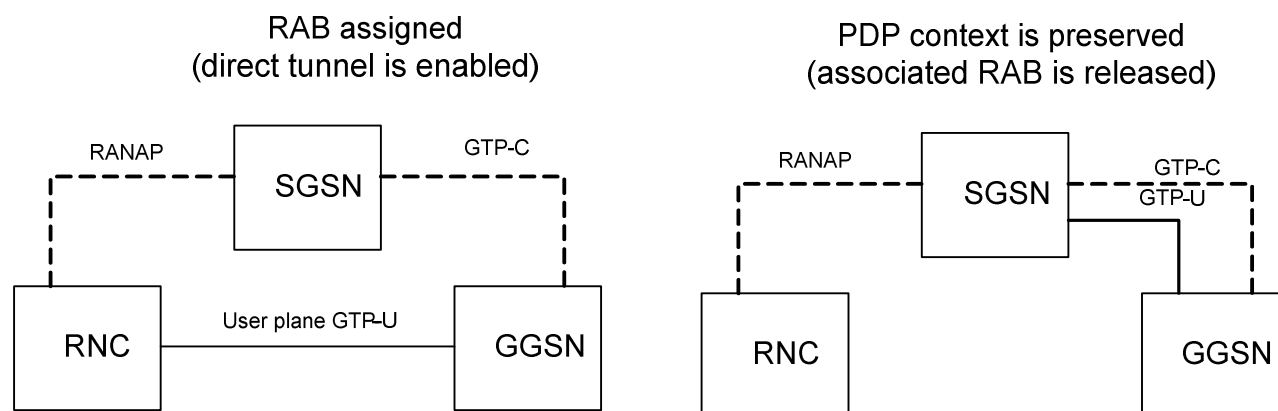 RAB assigned
(direct tunnel is enabled)
RANAP
GTP-C
SGSN
RNC
User plane GTP-U
GGSN
PDP context is preserved
(associated RAB is released)
RANAP
GTP-C
GTP-U
SGSN
RNC
GGSN